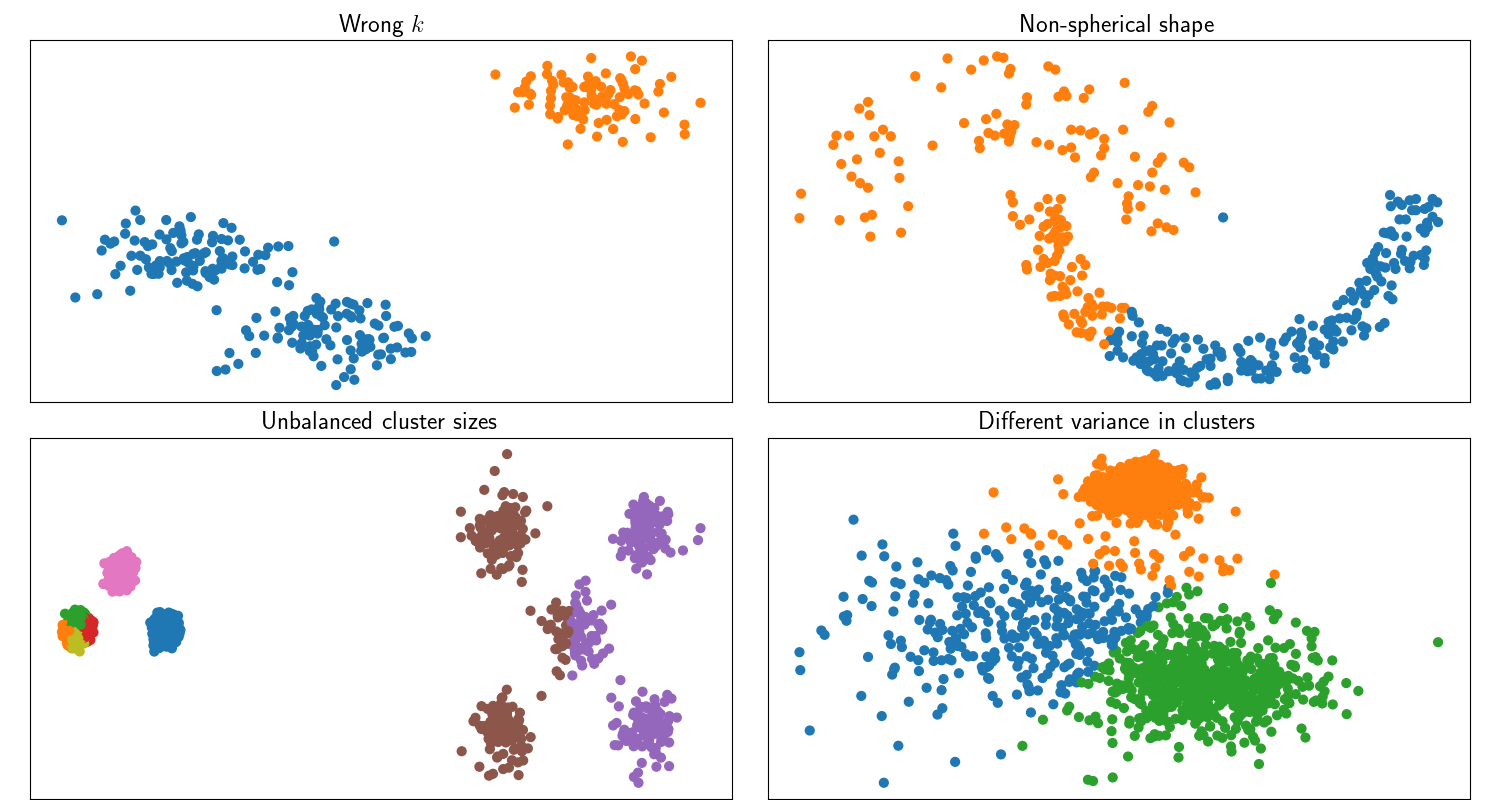 Wrong k
Non-spherical shape
Unbalanced cluster sizes
Different variance in clusters